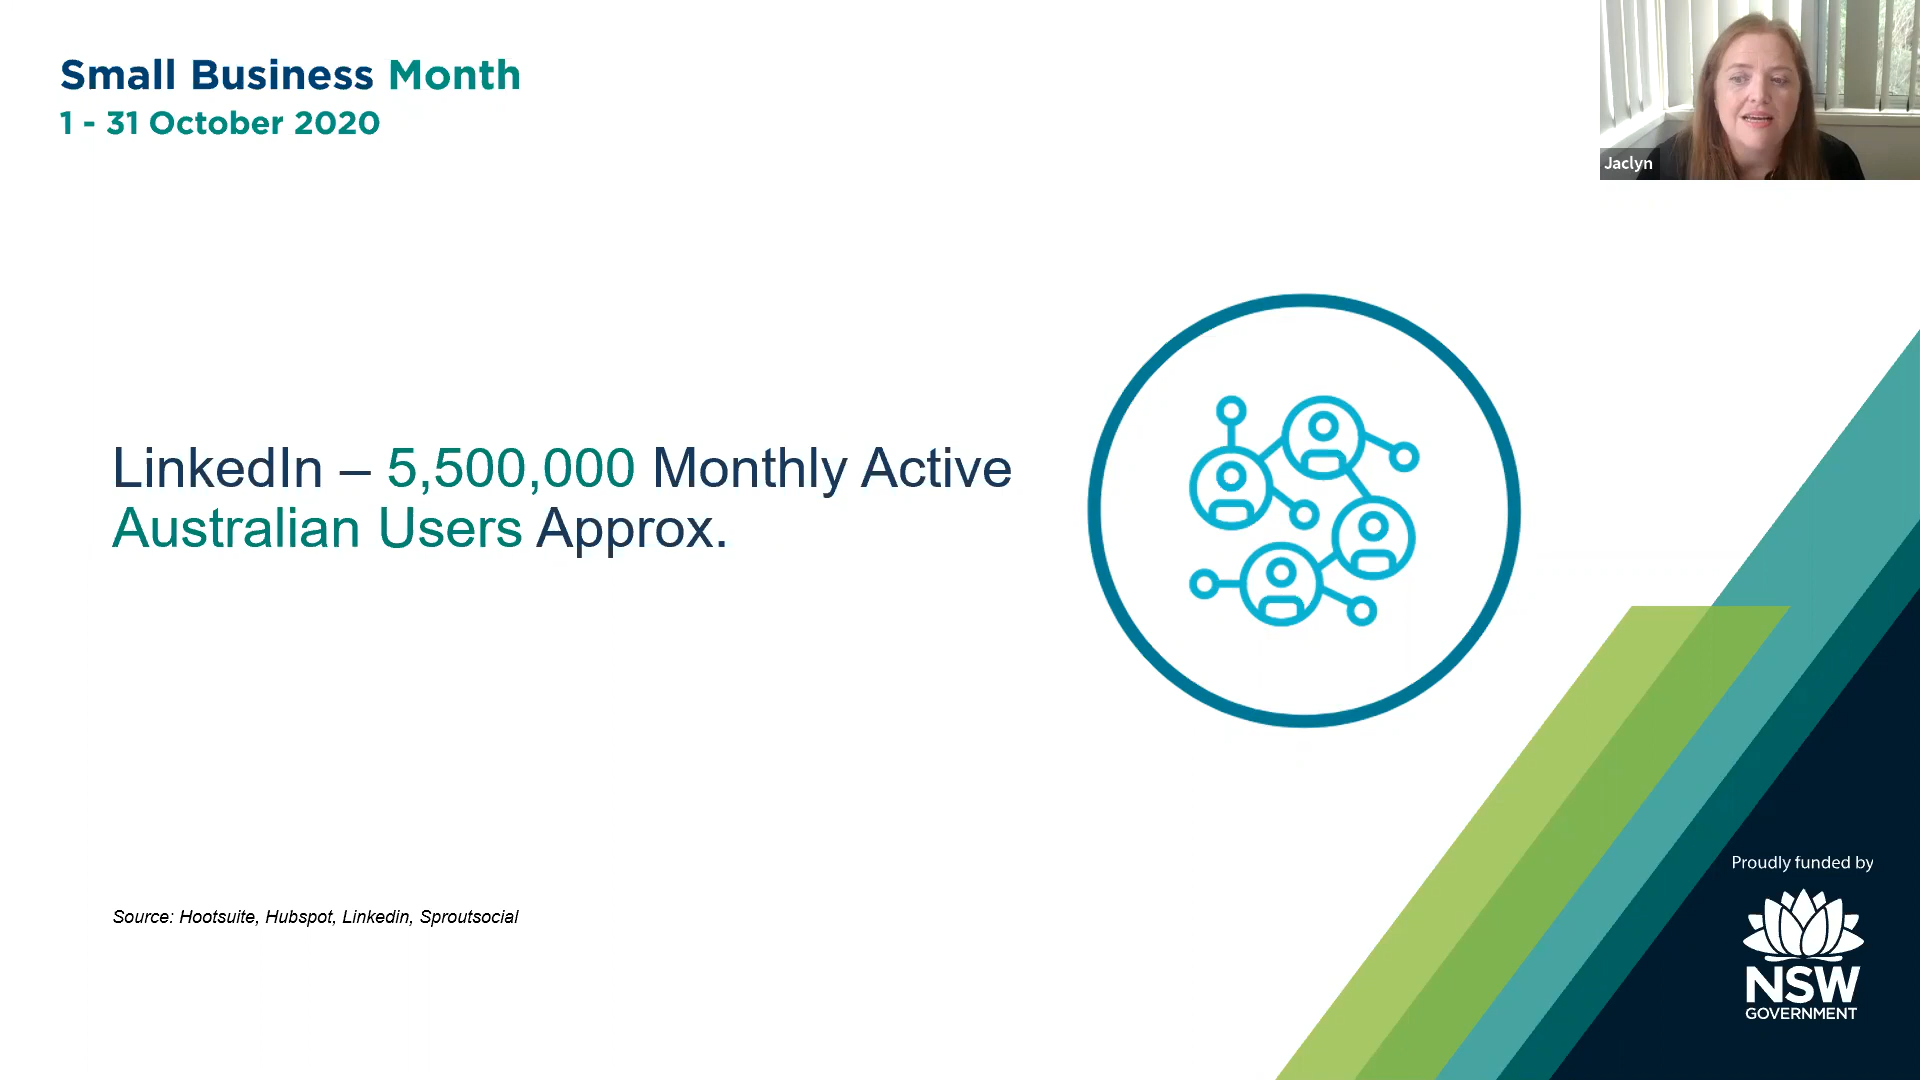 Small Business Month
1 - 31 October 2020
Jaclyn
LinkedIn – 5,500,000 Monthly Active
Australian Users Approx.
Source: Hootsuite, Hubspot, Linkedin, Sproutsocial
Proudly funded by
NSW
GOVERNMENT